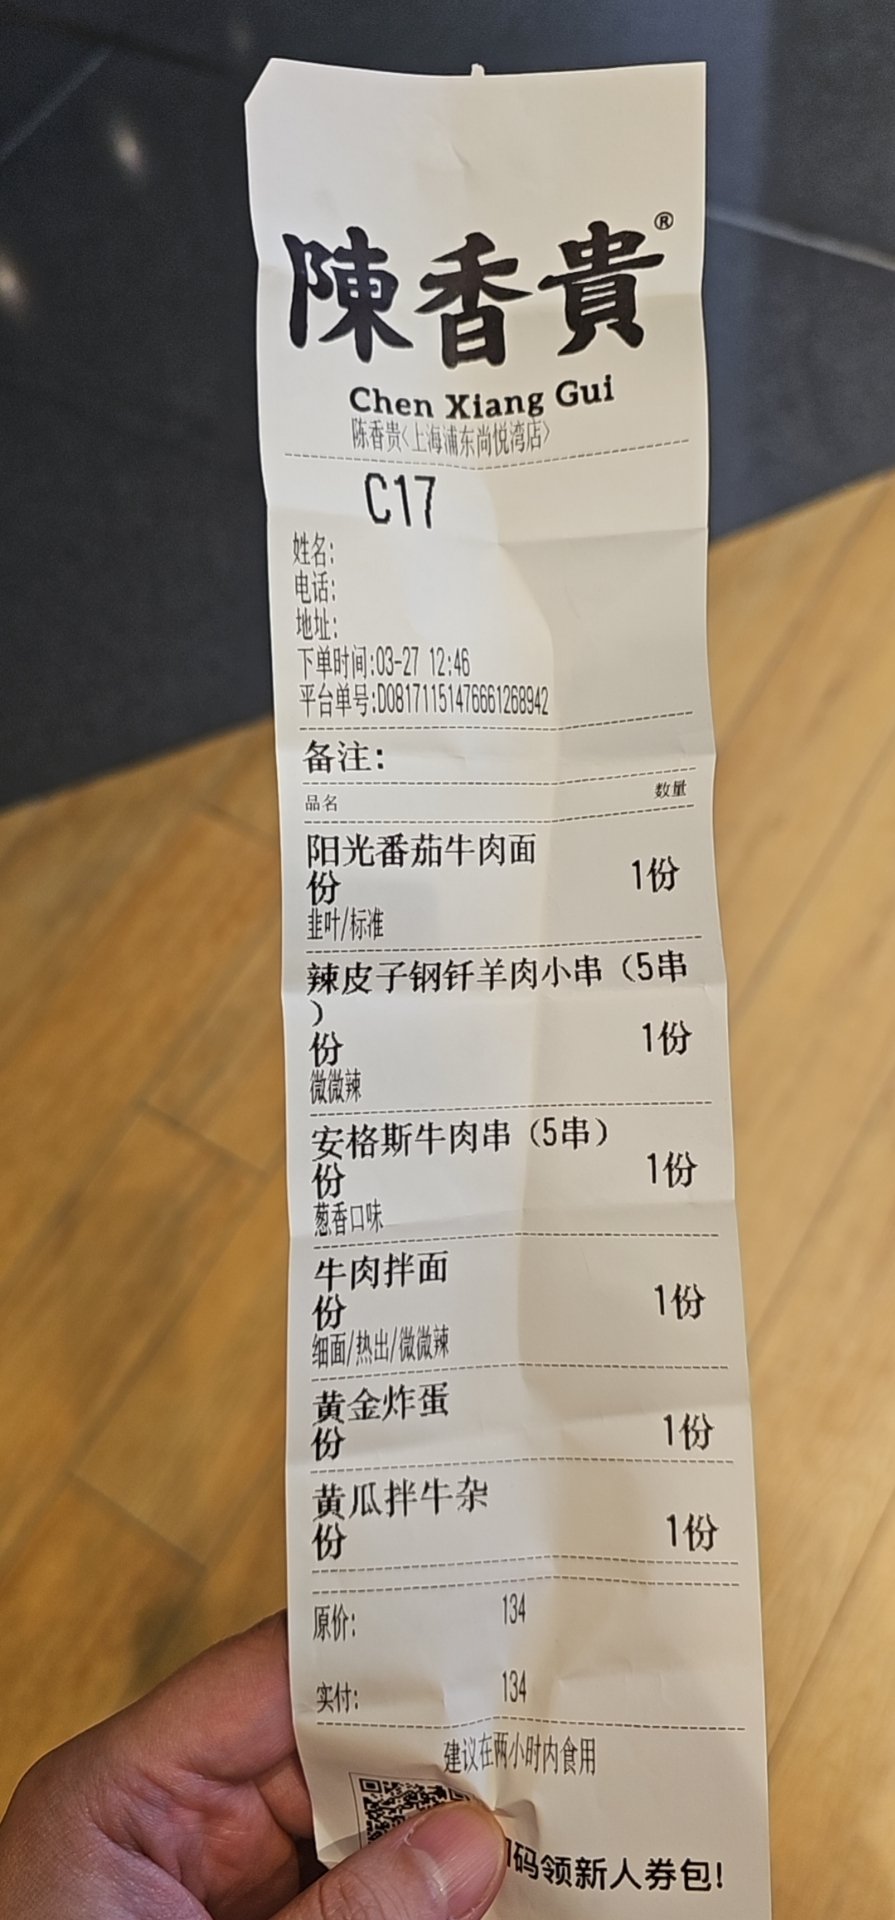 陳香貴®
Chen Xiang Gui
陈香贵<上海浦东尚悦湾店>
C17
姓名:
电话:
地址:
下单时间:03-27 12:46
平台单号:D081711514766612​68942
备注:
品名 数量
阳光番茄牛肉面
份 1份
韭叶/标准
辣皮子钢钎羊肉小串（5串
）
份 1份
微微辣
安格斯牛肉串（5串）
份 1份
葱香口味
牛肉拌面
份 1份
细面/热出/微微辣
黄金炸蛋
份 1份
黄瓜拌牛杂
份 1份
原价: 134
实付: 134
建议在两小时内食用
码领新人券包!